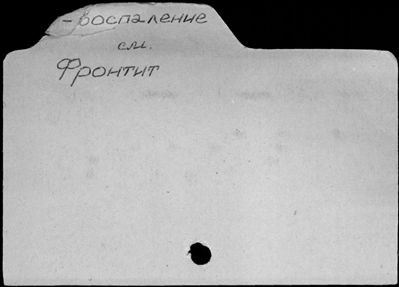 - воспаление
см.
Фронтит